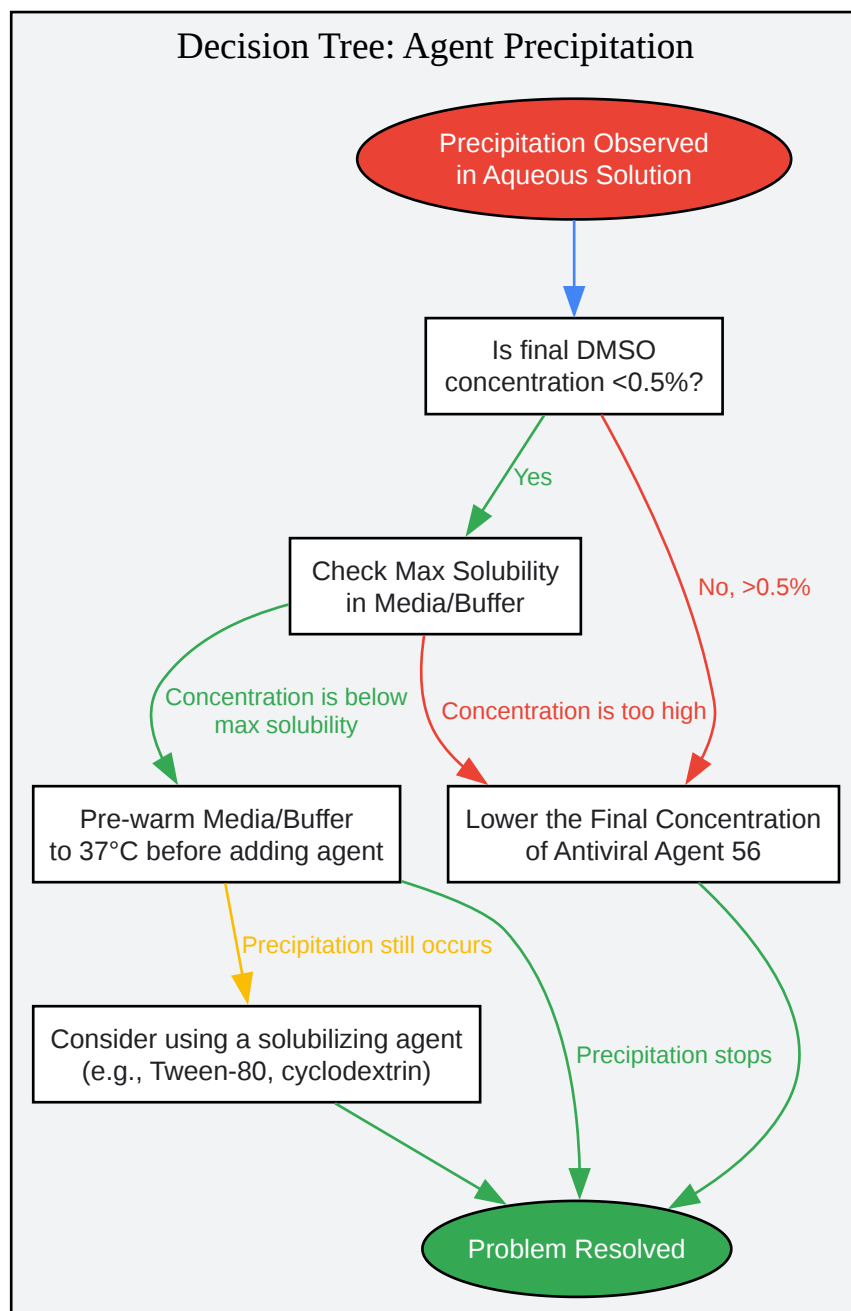 Decision Tree: Agent Precipitation
Precipitation Observed
in Aqueous Solution
Is final DMSO
concentration <0.5%?
Yes
No, >0.5%
Check Max Solubility
in Media/Buffer
Concentration is below
max solubility
Concentration is too high
Pre-warm Media/Buffer
to 37°C before adding agent
Lower the Final Concentration
of Antiviral Agent 56
Precipitation still occurs
Consider using a solubilizing agent
(e.g., Tween-80, cyclodextrin)
Precipitation stops
Problem Resolved